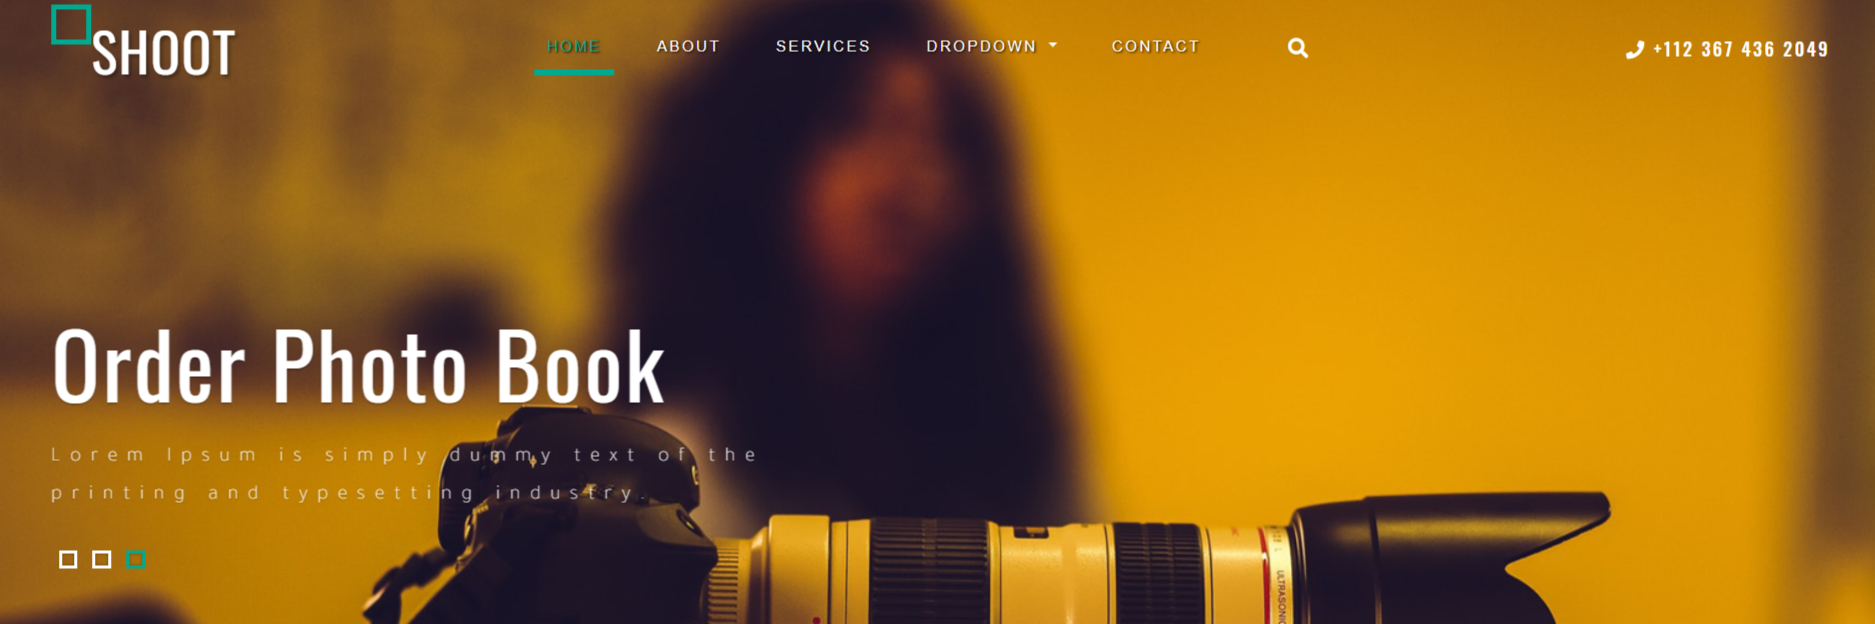 SHOOT
HOME ABOUT SERVICES DROPDOWN CONTACT
+112 367 436 2049
Order Photo Book
Lorem Ipsum is simply dummy text of the
printing and typesetting industry.
ULTRASONIC